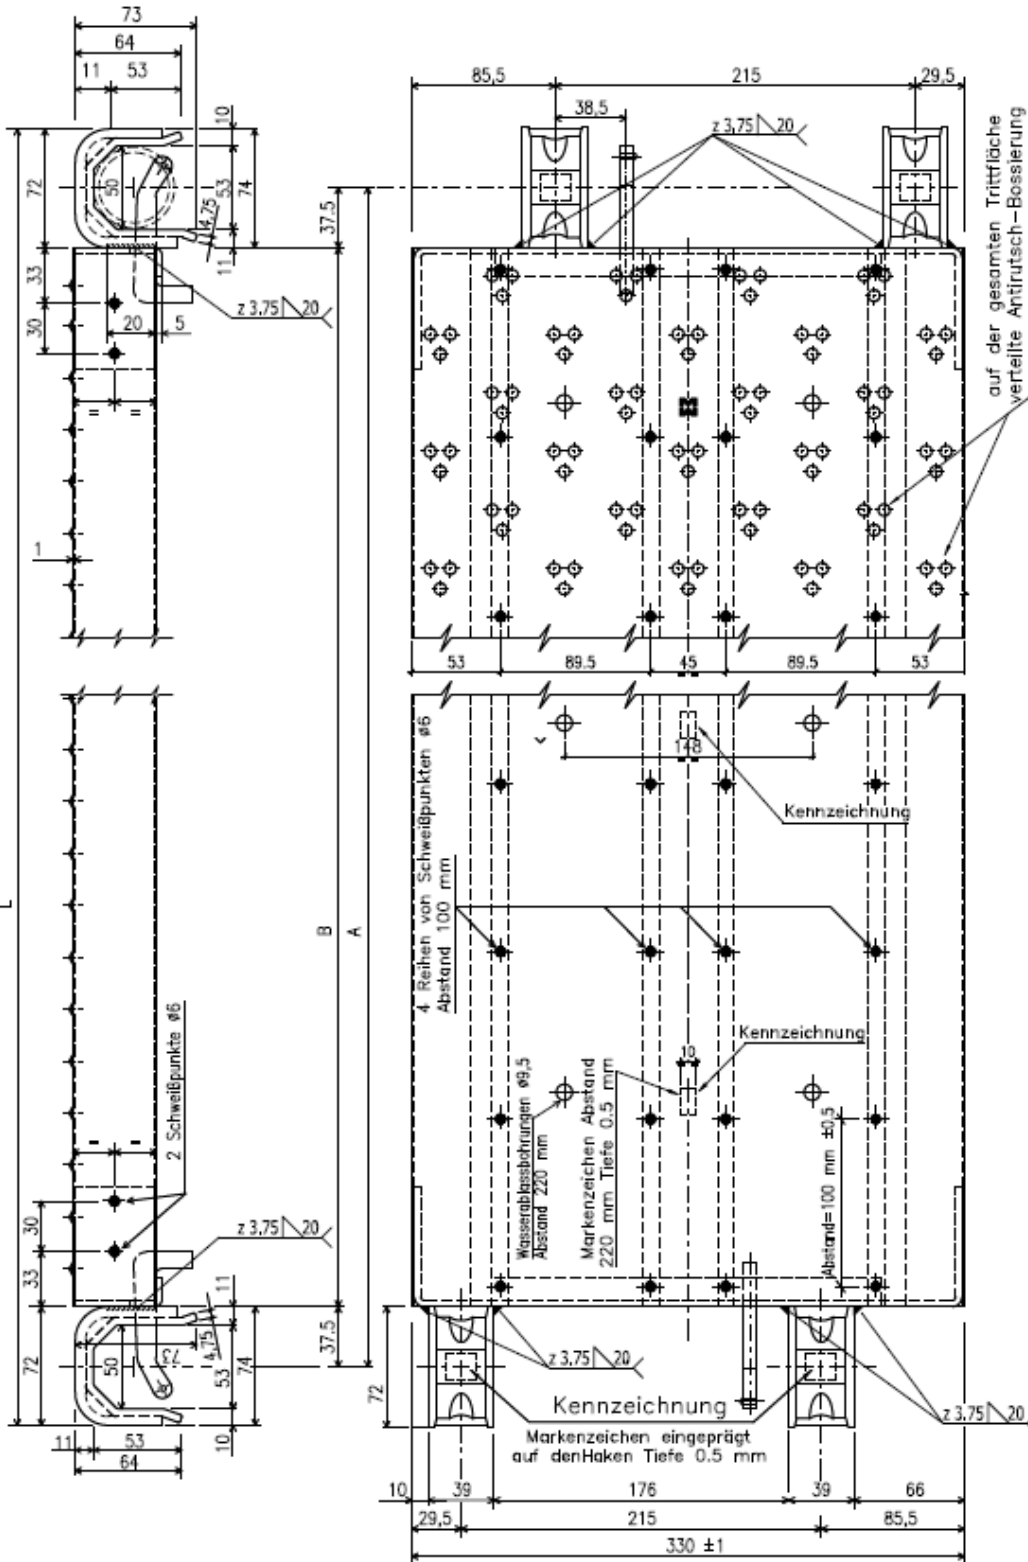 73
64
11 53
10
72
50
53
74
4,75
11
37.5
33
30
20 5
z 3,75 20
= =
1
L
B
A
85,5 215 29,5
38,5
z 3,75 20
auf der gesamten Trittfläche
verteilte Antirutsch-Bossierung
53 89.5 45 89.5 53
148
Kennzeichnung
4 Reihen von Schweißpunkten ø6
Abstand 100 mm
Kennzeichnung
10
Wasserablassbohrungen ø9,5
Abstand 220 mm
Markenzeichen Abstand
220 mm Tiefe 0.5 mm
Abstand=100 mm ±0,5
2 Schweißpunkte ø6
30
33
z 3,75 20
11
37.5
72
50
73
4,75
53
74
10
11 53
64
72
z 3,75 20
Kennzeichnung
Markenzeichen eingeprägt
auf denHaken Tiefe 0.5 mm
z 3,75 20
10 39 176 39 66
29,5 215 85,5
330 ±1